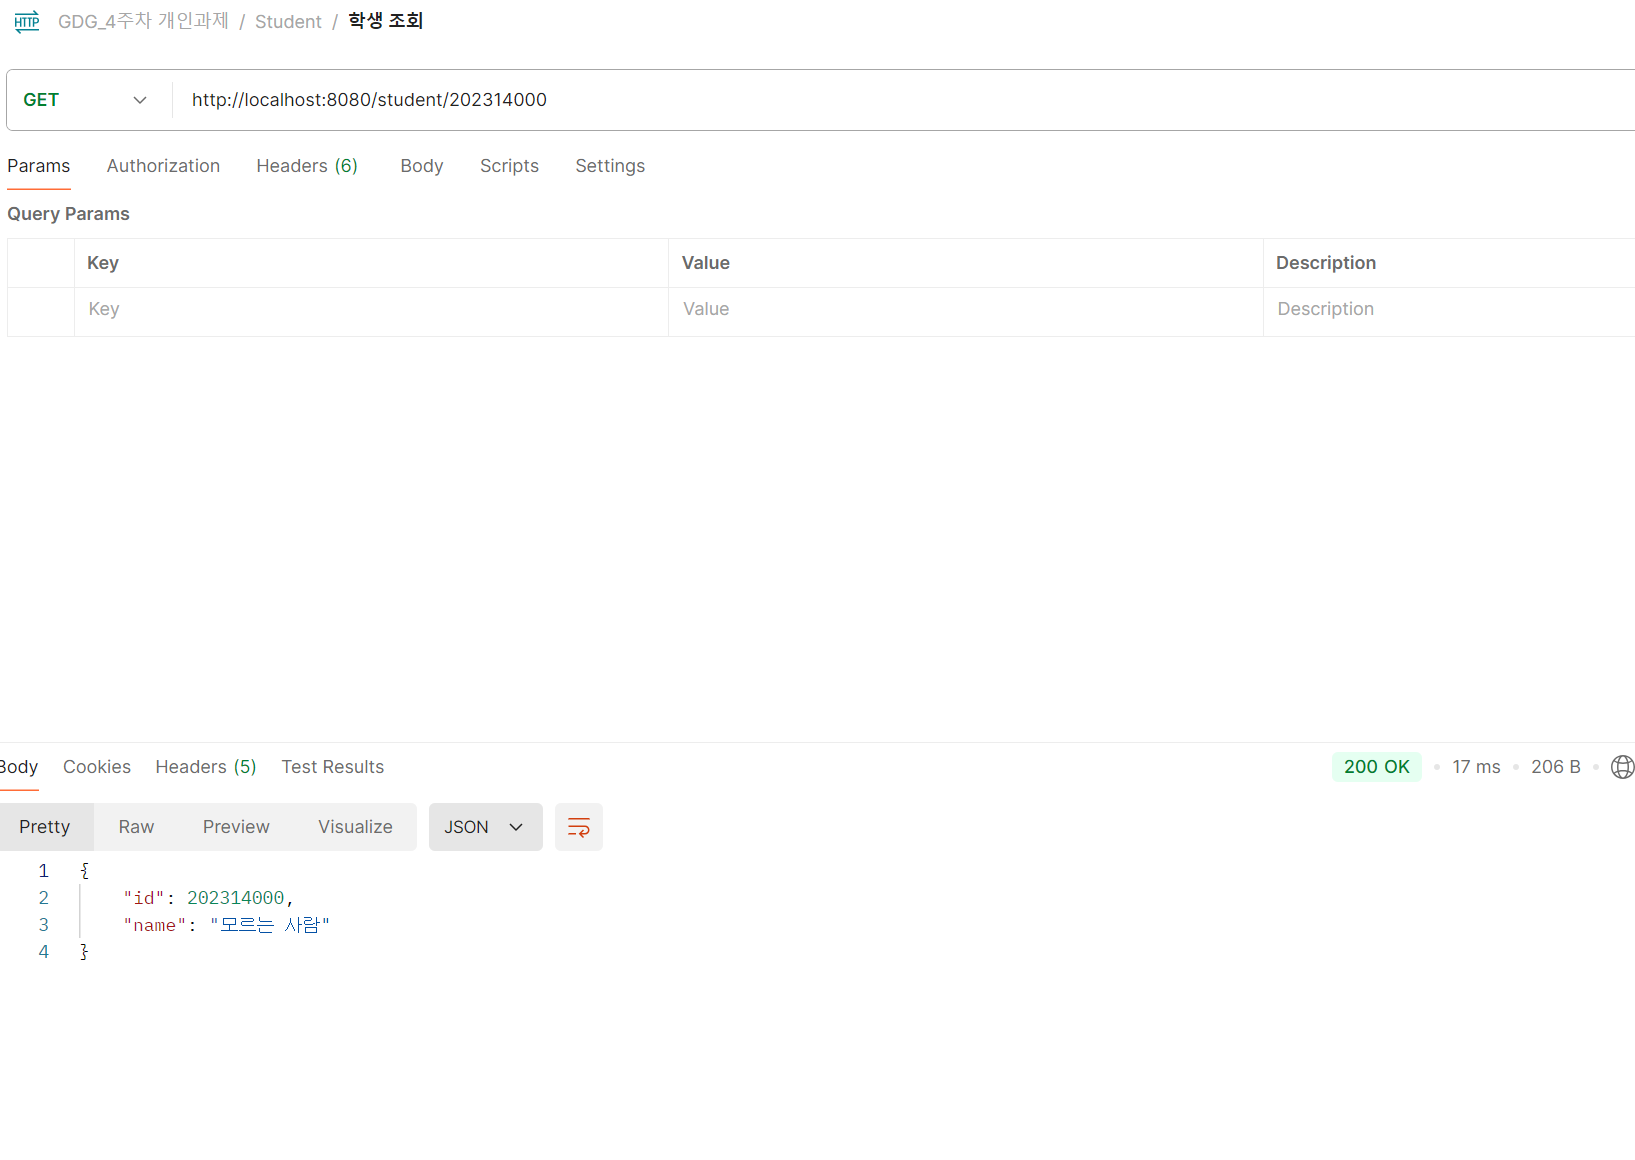 HTTP GDG_4주차 개인과제 / Student / 학생 조회
GET http://localhost:8080/student/202314000
Params Authorization Headers (6) Body Scripts Settings
Query Params
Key Value Description
Key Value Description
Body Cookies Headers (5) Test Results 200 OK • 17 ms • 206 B •
Pretty Raw Preview Visualize JSON
1 {
2 "id": 202314000,
3 "name": "모르는 사람"
4 }